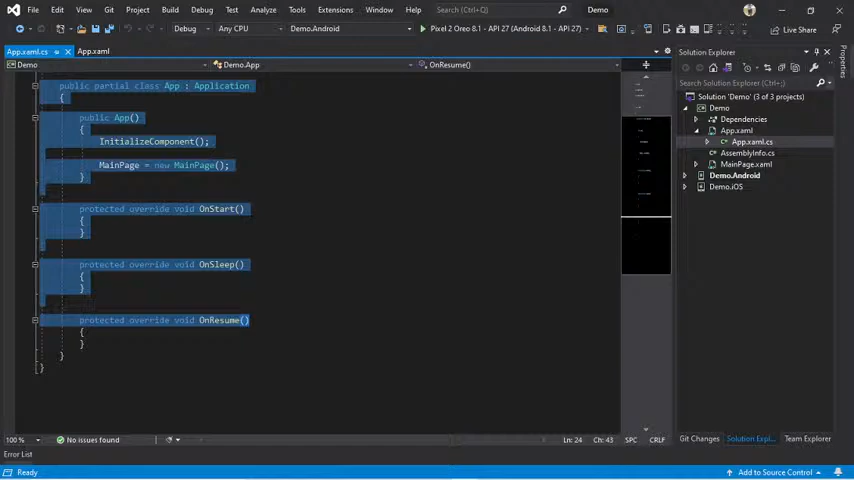 File Edit View Git Project Build Debug Test Analyze Tools Extensions Window Help Search (Ctrl+Q) Demo
Debug Any CPU Demo.Android Pixel 2 Oreo 8.1 - API 27 (Android 8.1 - API 27) Live Share
App.xaml.cs App.xaml
Demo Demo.App OnResume()
public partial class App : Application
{
public App()
{
InitializeComponent();
MainPage = new MainPage();
}
protected override void OnStart()
{
}
protected override void OnSleep()
{
}
protected override void OnResume()
{
}
}
}
100 % No issues found Ln: 24 Ch: 43 SPC CRLF
Error List
Ready Add to Source Control
Solution Explorer
Search Solution Explorer (Ctrl+;)
Solution 'Demo' (3 of 3 projects)
Demo
Dependencies
App.xaml
App.xaml.cs
AssemblyInfo.cs
MainPage.xaml
Demo.Android
Demo.iOS
Git Changes Solution Expl... Team Explorer
Properties